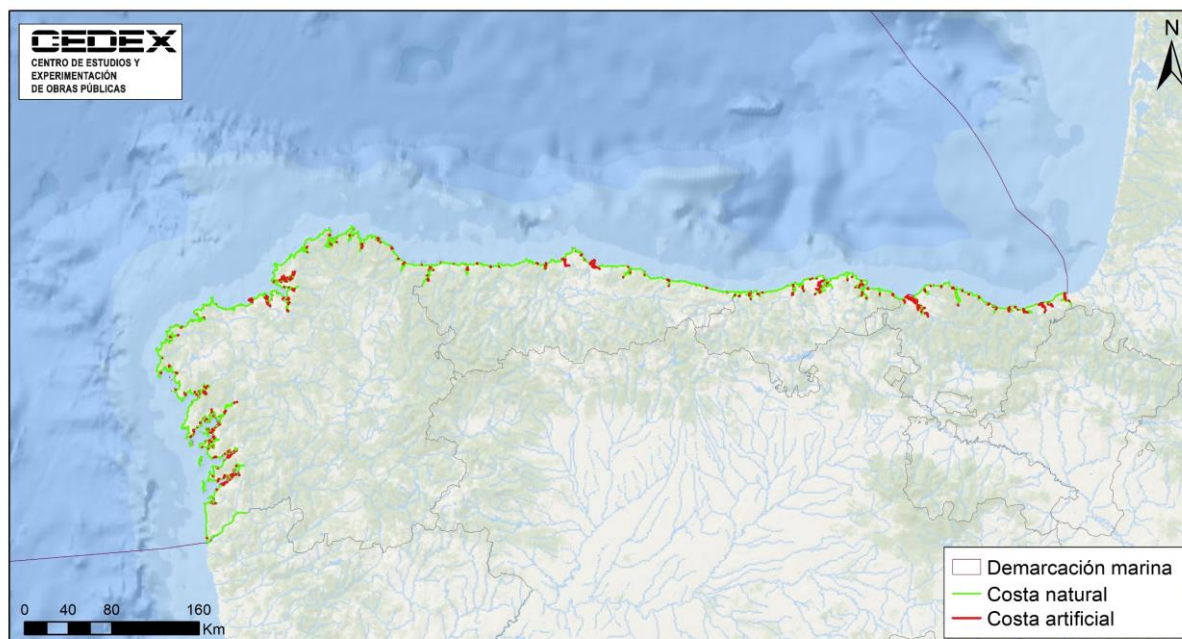 CEDEX
CENTRO DE ESTUDIOS Y
EXPERIMENTACIÓN
DE OBRAS PÚBLICAS
N
Demarcación marina
Costa natural
Costa artificial
0 40 80 160
Km